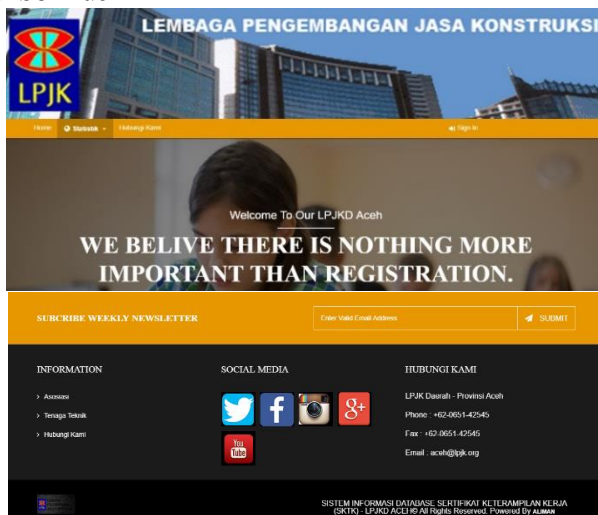 LEMBAGA PENGEMBANGAN JASA KONSTRUKSI
LPJK
Home Statistik Hubungi Kami Sign In
Welcome To Our LPJKD Aceh
WE BELIVE THERE IS NOTHING MORE
IMPORTANT THAN REGISTRATION.
SUBCRIBE WEEKLY NEWSLETTER Enter Valid Email Address SUBMIT
INFORMATION
> Asosiasi
> Tenaga Teknik
> Hubungi Kami
SOCIAL MEDIA
g+
You
Tube
HUBUNGI KAMI
LPJK Daerah - Provinsi Aceh
Phone : +62-0651-42545
Fax : +62-0651-42545
Email : aceh@lpjk.org
SISTEM INFORMASI DATABASE SERTIFIKAT KETERAMPILAN KERJA
(SKTK) - LPJKD ACEH© All Rights Reserved. Powered By ALIMAN